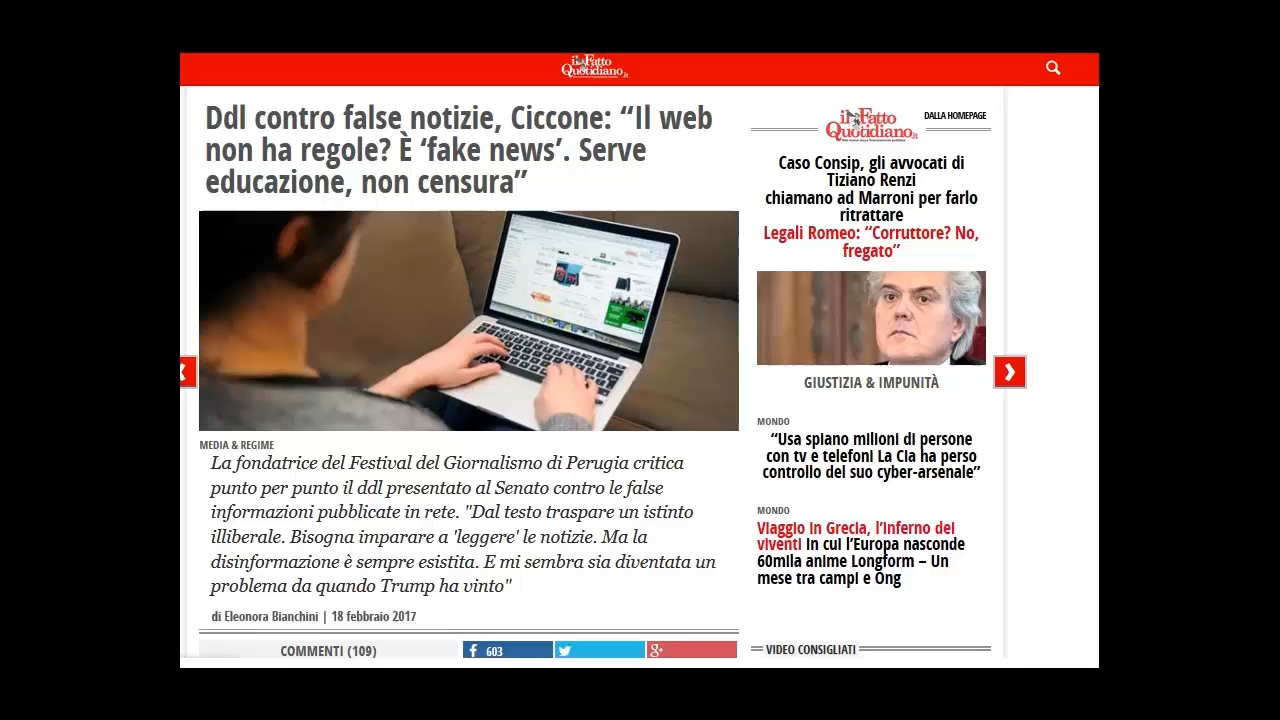 il Fatto
Quotidiano.it
Ddl contro false notizie, Ciccone: “Il web
non ha regole? È ‘fake news’. Serve
educazione, non censura”
MEDIA & REGIME
La fondatrice del Festival del Giornalismo di Perugia critica
punto per punto il ddl presentato al Senato contro le false
informazioni pubblicate in rete. "Dal testo traspare un istinto
illiberale. Bisogna imparare a 'leggere' le notizie. Ma la
disinformazione è sempre esistita. E mi sembra sia diventata un
problema da quando Trump ha vinto"
di Eleonora Bianchini | 18 febbraio 2017
COMMENTI (109)
603
il Fatto
Quotidiano.it
DALLA HOMEPAGE
Caso Consip, gli avvocati di
Tiziano Renzi
chiamano ad Marroni per farlo
ritrattare
Legali Romeo: “Corruttore? No,
fregato”
GIUSTIZIA & IMPUNITÀ
MONDO
“Usa spiano milioni di persone
con tv e telefoni La Cia ha perso
controllo del suo cyber-arsenale”
MONDO
Viaggio in Grecia, l’inferno dei
viventi in cui l’Europa nasconde
60mila anime Longform – Un
mese tra campi e Ong
VIDEO CONSIGLIATI